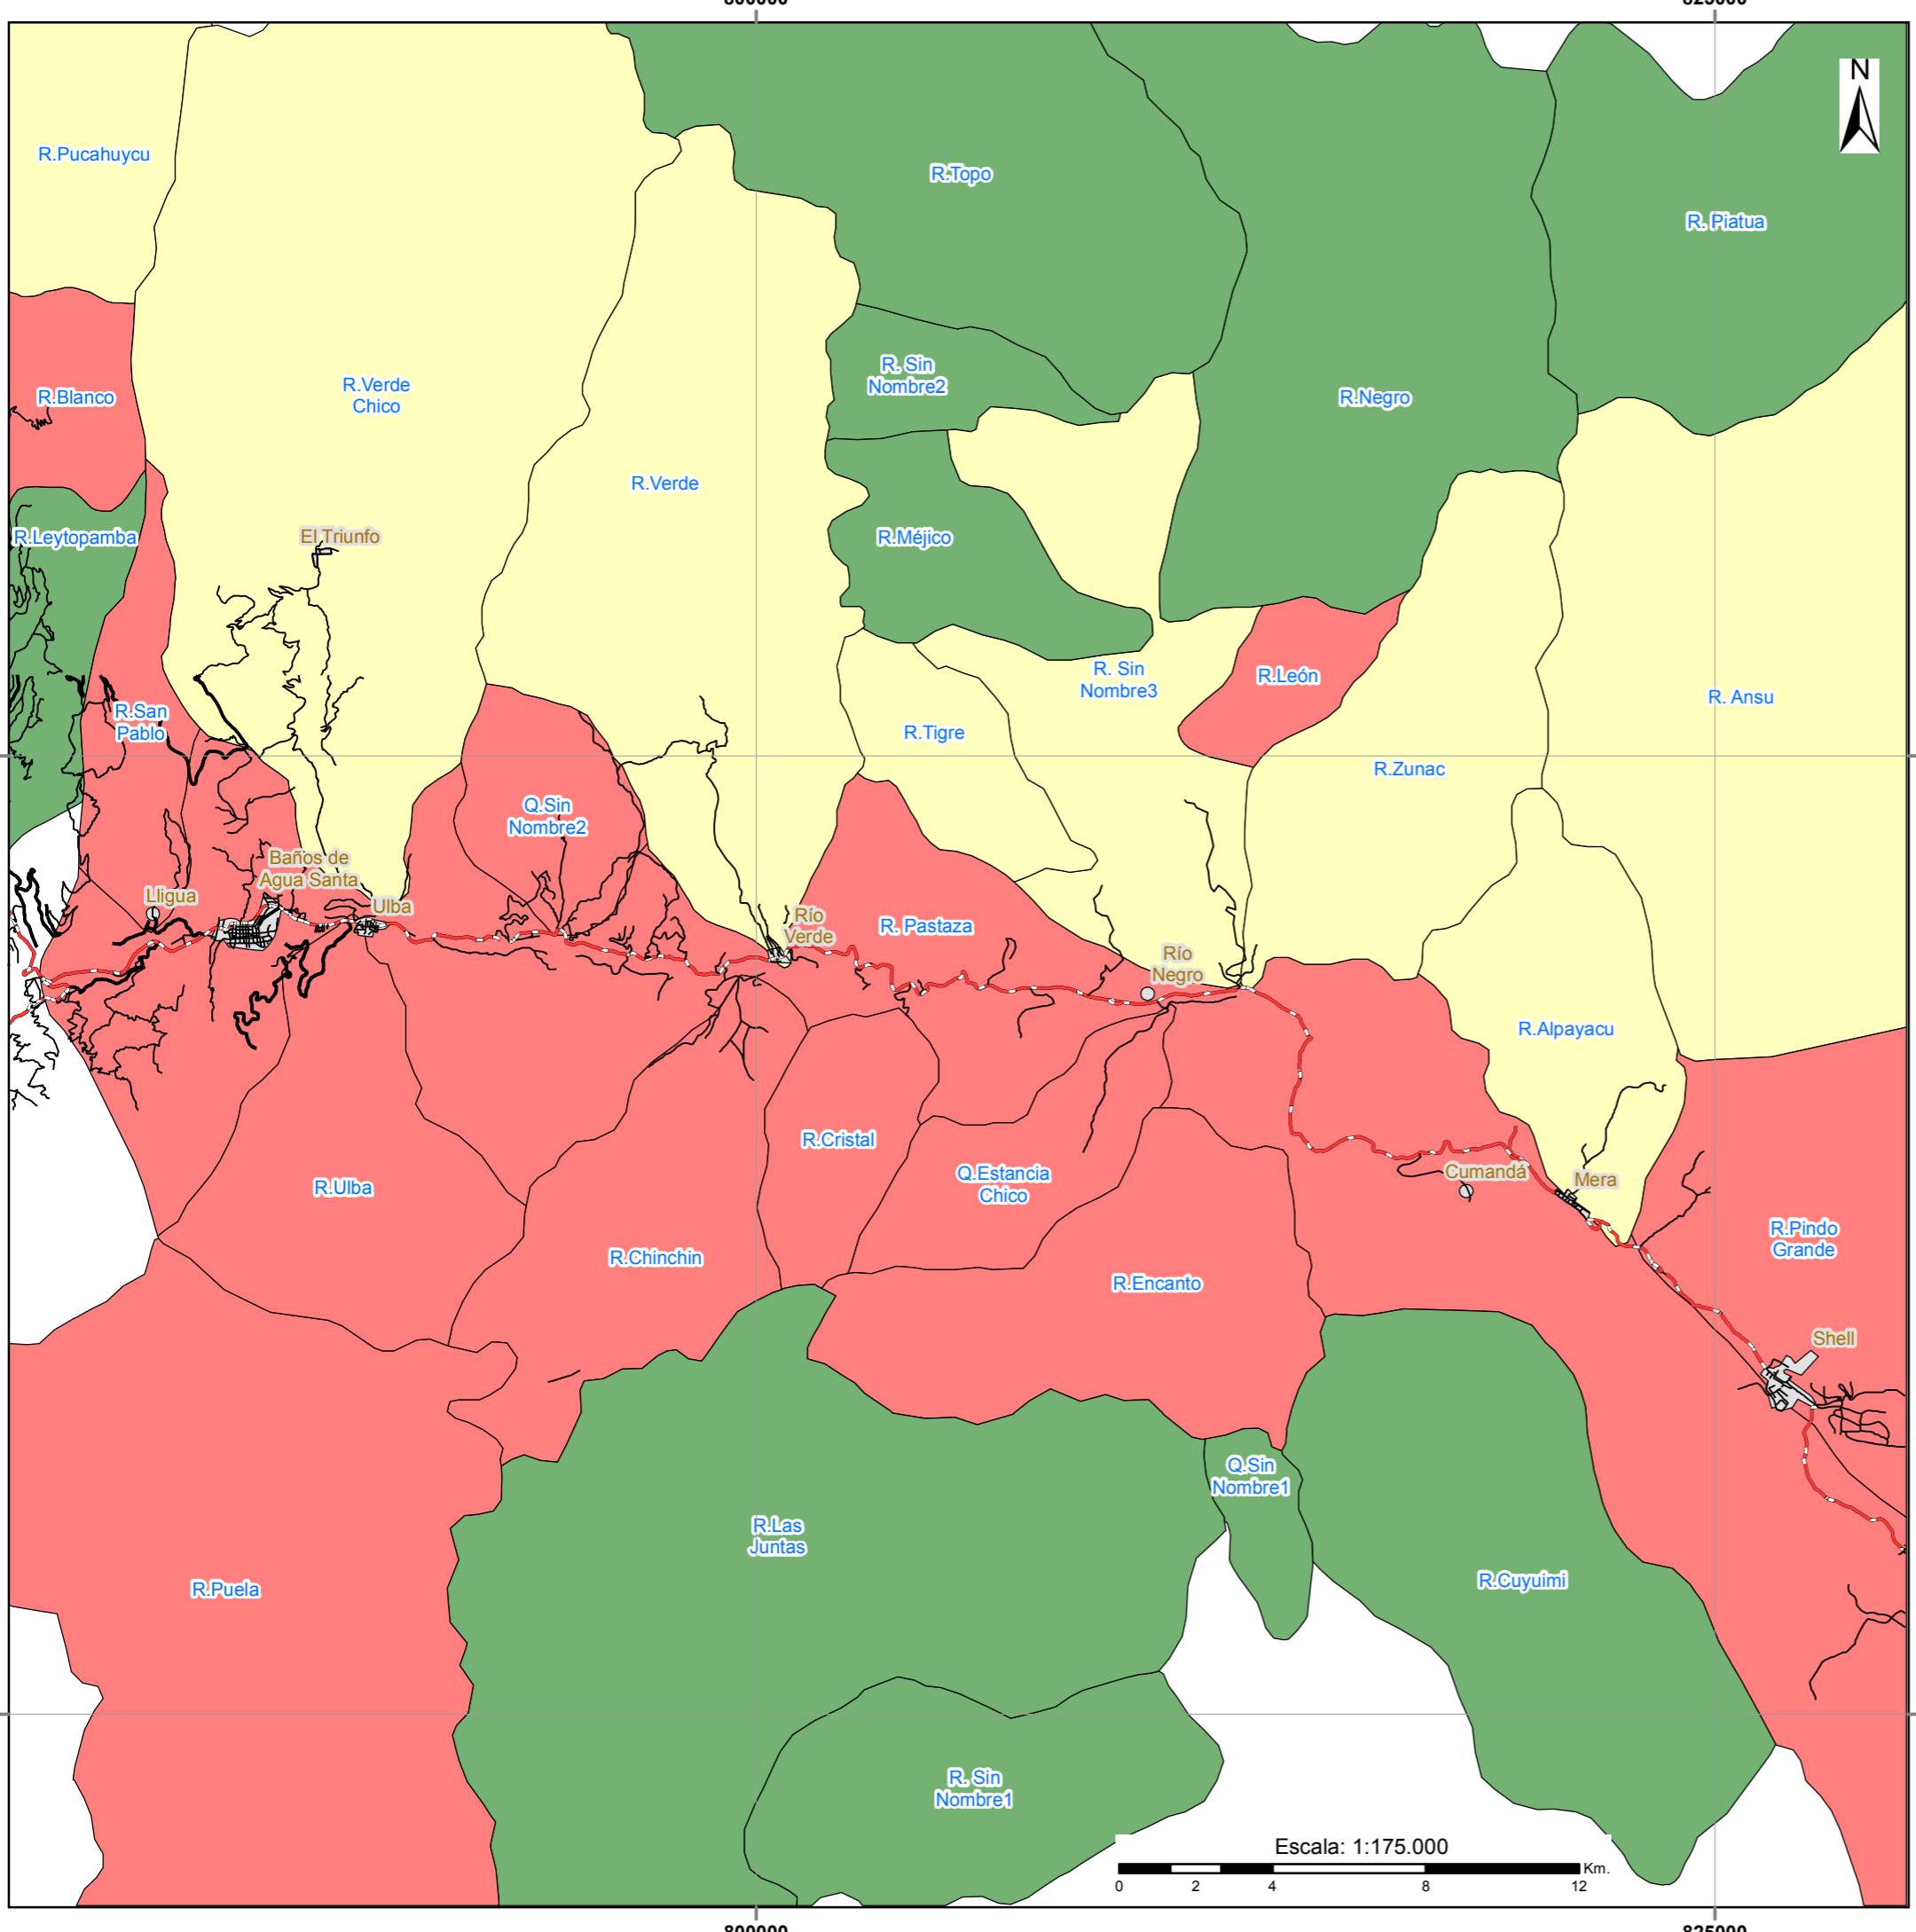 800000
825000
N
R.Pucahuycu
R.Topo
R. Piatua
R. Sin
Nombre2
R.Verde
Chico
R.Blanco
R.Negro
R.Verde
R.Leytopamba
El Triunfo
R.Méjico
R. Sin
Nombre3
R.León
R. Ansu
R.San
Pablo
R.Tigre
R.Zunac
Q.Sin
Nombre2
Baños de
Agua Santa
Lligua
Ulba
Río
Verde
R. Pastaza
Río
Negro
R.Alpayacu
R.Cristal
Q.Estancia
Chico
Cumandá
Mera
R.Ulba
R.Chinchin
R.Encanto
R.Pindo
Grande
Shell
Q.Sin
Nombre1
R.Las
Juntas
R.Puela
R.Cuyuimi
R. Sin
Nombre1
Escala: 1:175.000
Km.
0 2 4 8 12
800000
825000